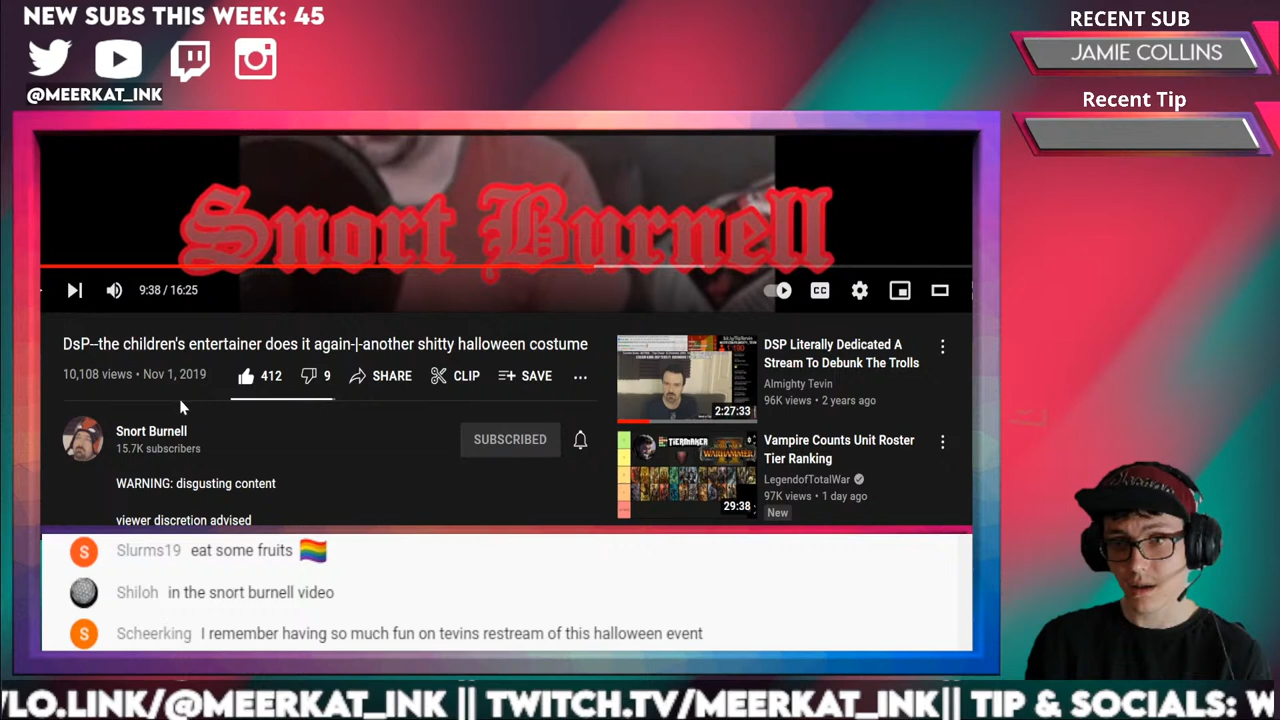 NEW SUBS THIS WEEK: 45
@MEERKAT_INK
RECENT SUB
JAMIE COLLINS
Recent Tip
Snort Burnell
9:38 / 16:25
CC
DsP--the children's entertainer does it again-|-another shitty halloween costume
10,108 views • Nov 1, 2019
412
9
SHARE
CLIP
SAVE
Snort Burnell
15.7K subscribers
SUBSCRIBED
WARNING: disgusting content
viewer discretion advised
DSP Literally Dedicated A
Stream To Debunk The Trolls
Almighty Tevin
96K views • 2 years ago
2:27:33
TIERMAKER
Vampire Counts Unit Roster
Tier Ranking
LegendofTotalWar
97K views • 1 day ago
New
29:38
S
Slurms19 eat some fruits
Shiloh in the snort burnell video
S
Scheerking I remember having so much fun on tevins restream of this halloween event
LO.LINK/@MEERKAT_INK || TWITCH.TV/MEERKAT_INK|| TIP & SOCIALS: W